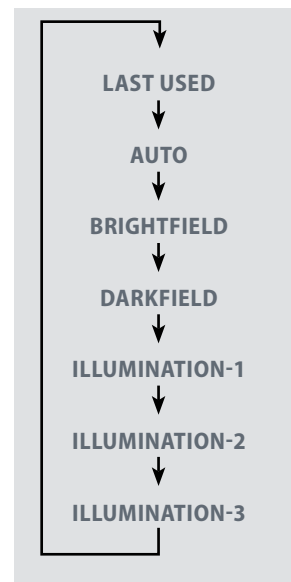 LAST USED
AUTO
BRIGHTFIELD
DARKFIELD
ILLUMINATION-1
ILLUMINATION-2
ILLUMINATION-3